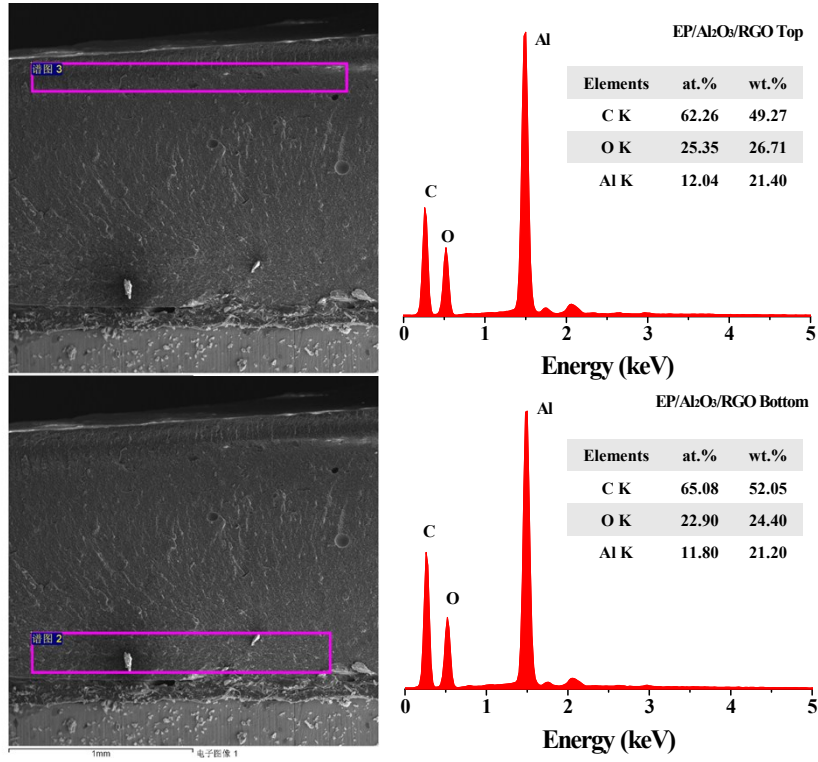 谱图 3
EP/Al₂O₃/RGO Top
Al
Elements at.% wt.%
C K 62.26 49.27
O K 25.35 26.71
Al K 12.04 21.40
C
O
0 1 2 3 4 5
Energy (keV)
谱图 2
1mm 电子图像 1
EP/Al₂O₃/RGO Bottom
Al
Elements at.% wt.%
C K 65.08 52.05
O K 22.90 24.40
Al K 11.80 21.20
C
O
0 1 2 3 4 5
Energy (keV)